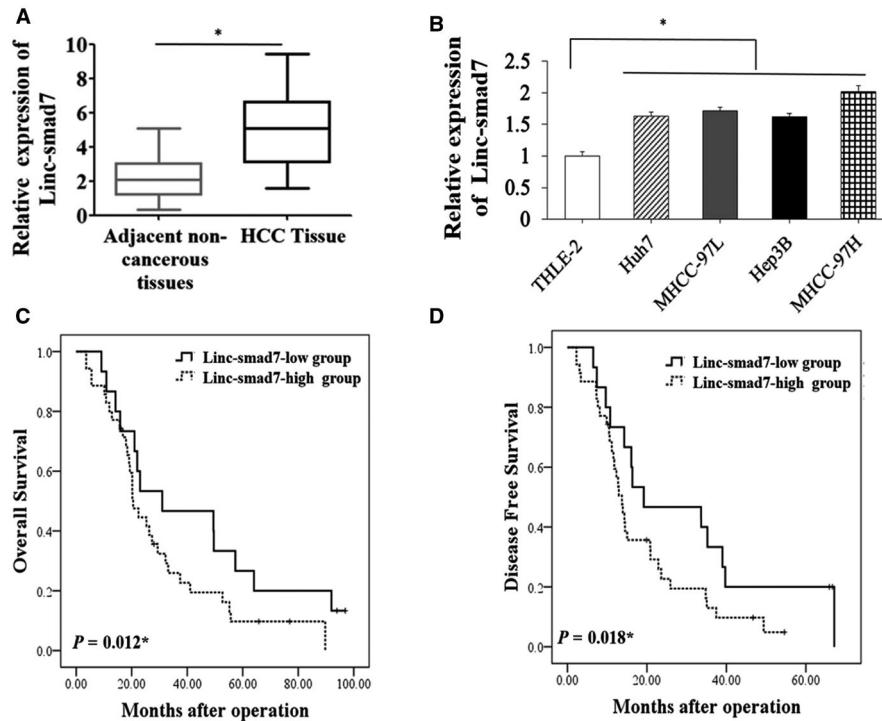 A
Relative expression of
Linc-smad7
10
8
6
4
2
0
*
Adjacent non-
cancerous
tissues
HCC Tissue
B
Relative expression
of Linc-smad7
2.5
2
1.5
1
0.5
0
*
THLE-2
Huh7
MHCC-97L
Hep3B
MHCC-97H
C
Overall Survival
1.0
0.8
0.6
0.4
0.2
0.0
Linc-smad7-low group
Linc-smad7-high group
P = 0.012*
0.00 20.00 40.00 60.00 80.00 100.00
Months after operation
D
Disease Free Survival
1.0
0.8
0.6
0.4
0.2
0.0
Linc-smad7-low group
Linc-smad7-high group
P = 0.018*
0.00 20.00 40.00 60.00
Months after operation